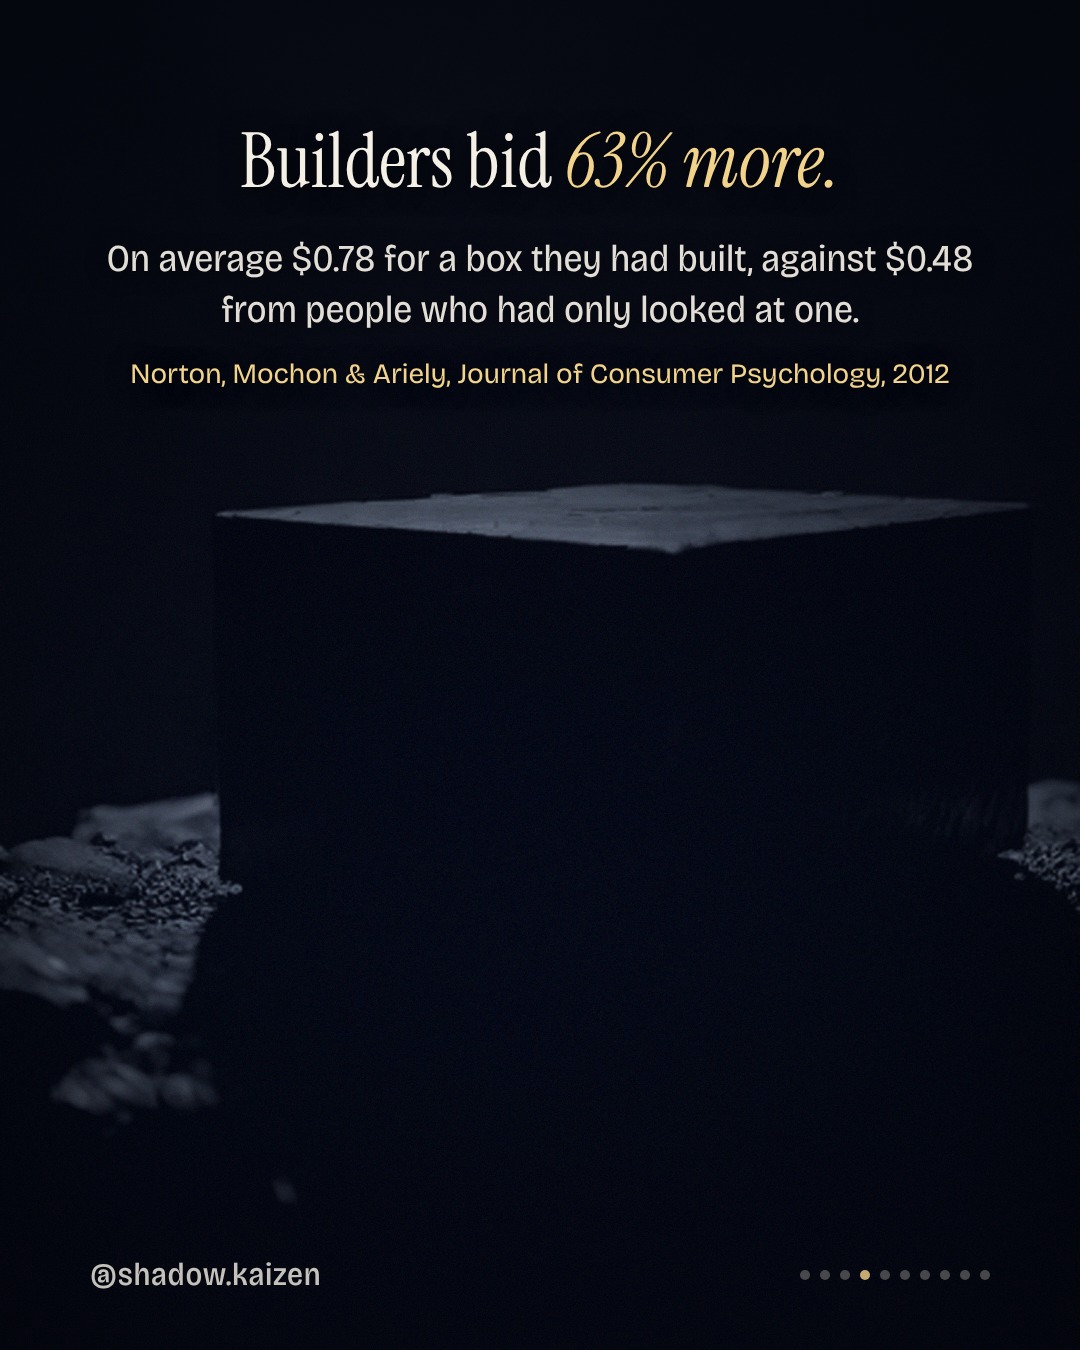 Builders bid 63% more.
On average $0.78 for a box they had built, against $0.48
from people who had only looked at one.
Norton, Mochon & Ariely, Journal of Consumer Psychology, 2012
@shadow.kaizen